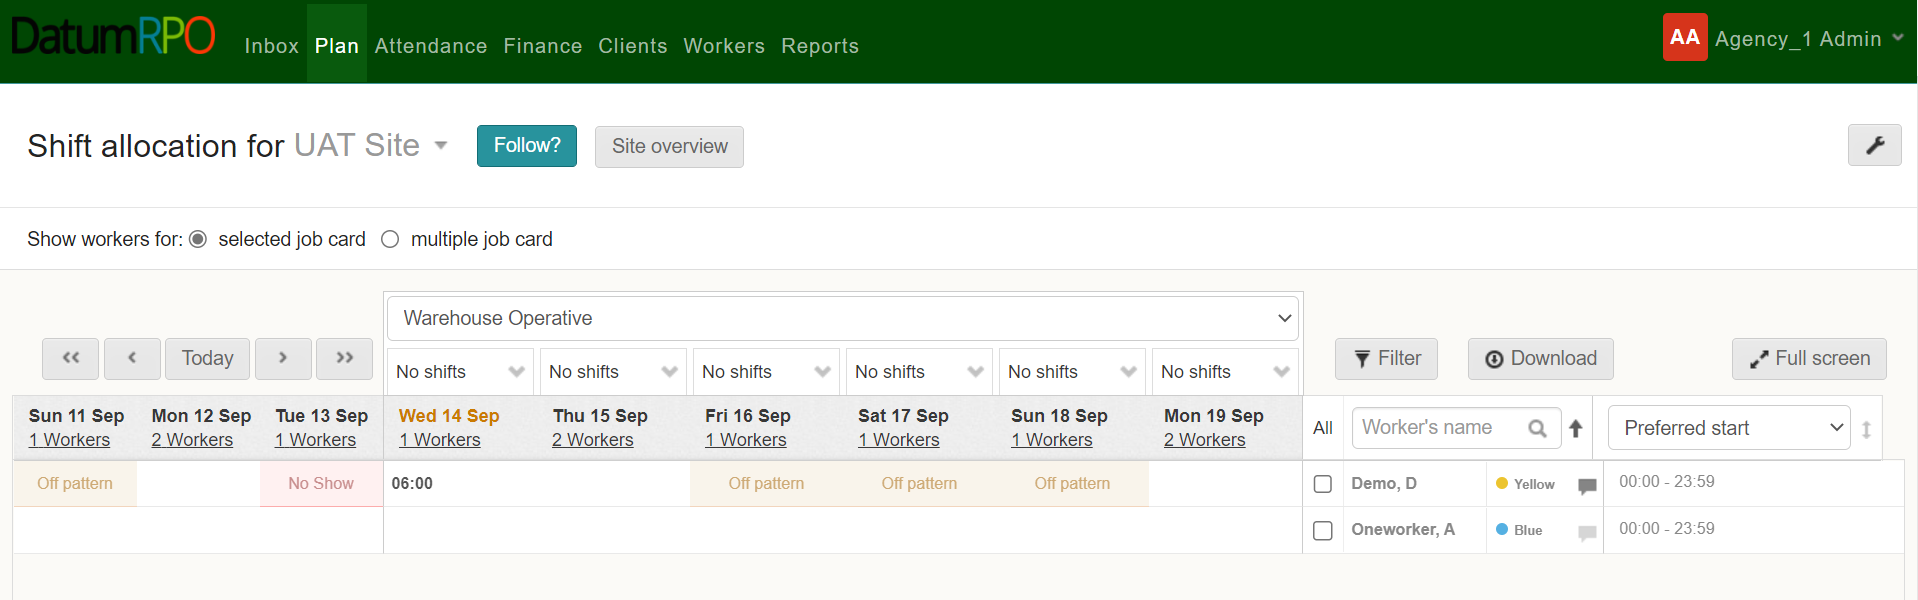 DatumRPO Inbox Plan Attendance Finance Clients Workers Reports AA Agency_1 Admin
Shift allocation for UAT Site Follow? Site overview
Show workers for: selected job card multiple job card
Warehouse Operative
Today No shifts No shifts No shifts No shifts No shifts No shifts Filter Download Full screen
Sun 11 Sep Mon 12 Sep Tue 13 Sep Wed 14 Sep Thu 15 Sep Fri 16 Sep Sat 17 Sep Sun 18 Sep Mon 19 Sep All Worker's name Preferred start
1 Workers 2 Workers 1 Workers 1 Workers 2 Workers 1 Workers 1 Workers 1 Workers 2 Workers
Off pattern No Show 06:00 Off pattern Off pattern Off pattern Demo, D Yellow 00:00 - 23:59
Oneworker, A Blue 00:00 - 23:59